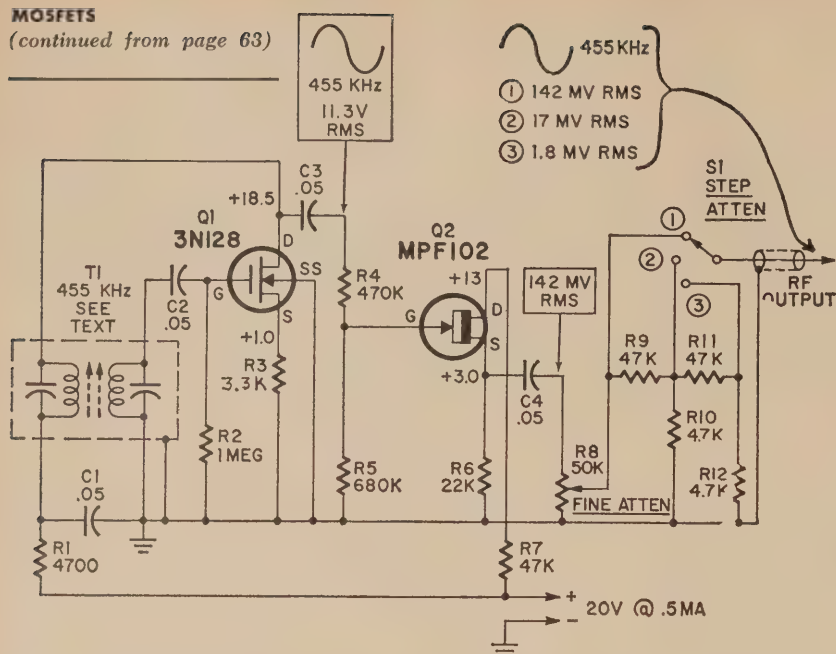 MOSFETS
(continued from page 63)
455 KHz
11.3V
RMS
455 KHz
① 142 MV RMS
② 17 MV RMS
③ 1.8 MV RMS
S1
STEP
ATTEN
①
②
③
RF
OUTPUT
C3
.05
+18.5
Q1
3N128
D
SS
G
S
+1.0
T1
455 KHz
SEE
TEXT
C2
.05
R4
470K
Q2
MPF102
+13
D
G
S
+3.0
142 MV
RMS
R3
3.3K
R2
1MEG
C1
.05
R1
4700
R5
680K
R6
22K
C4
.05
R8
50K
FINE ATTEN
R9
47K
R11
47K
R10
4.7K
R12
4.7K
R7
47K
+
20V @ .5MA
-